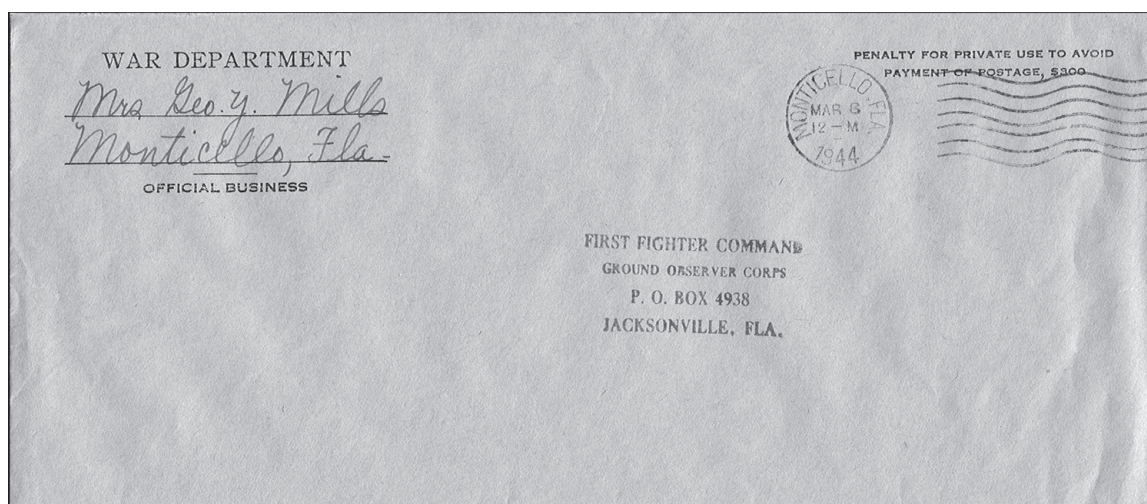 WAR DEPARTMENT
Mrs Geo. Y. Mills
Monticello, Fla-
OFFICIAL BUSINESS
PENALTY FOR PRIVATE USE TO AVOID
PAYMENT OF POSTAGE, $300
MONTICELLO, FLA.
MAR 6
12-M
1944
FIRST FIGHTER COMMAND
GROUND OBSERVER CORPS
P. O. BOX 4938
JACKSONVILLE, FLA.